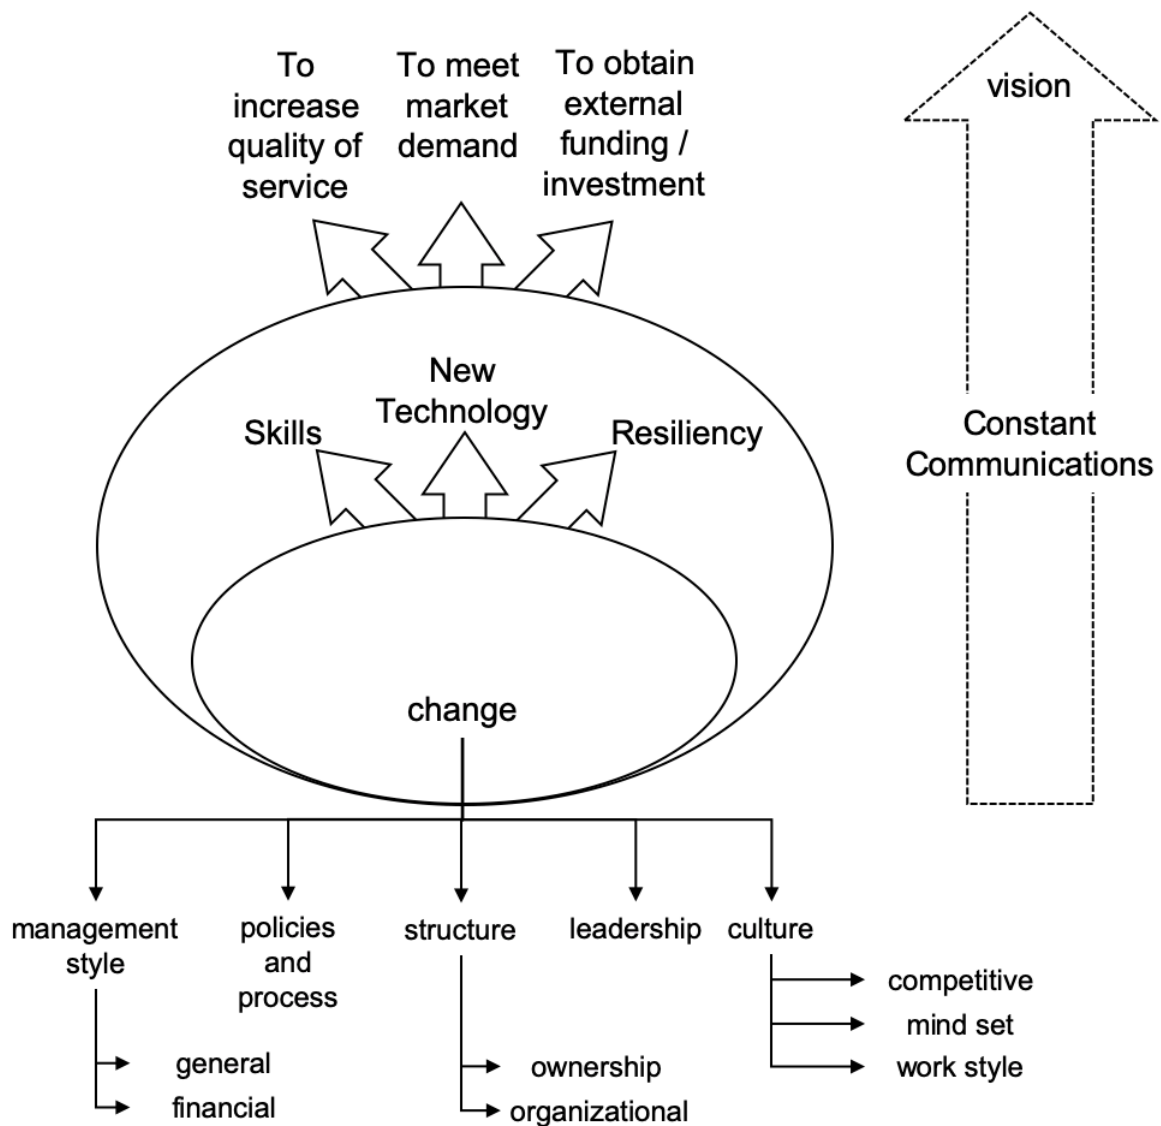 To
increase
quality of
service
To meet
market
demand
To obtain
external
funding /
investment
vision
New
Technology
Skills
Resiliency
Constant
Communications
change
management
style
policies
and
process
structure
leadership
culture
general
financial
ownership
organizational
competitive
mind set
work style